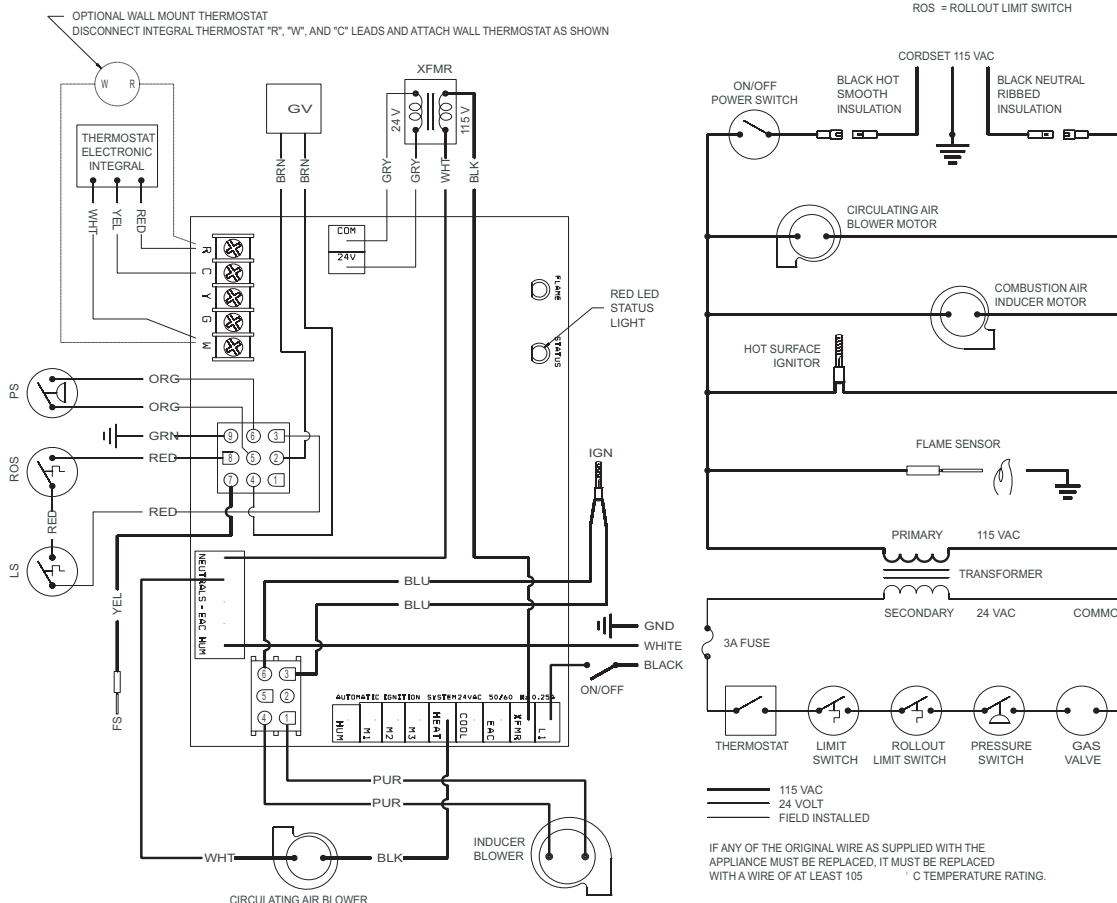 OPTIONAL WALL MOUNT THERMOSTAT
DISCONNECT INTEGRAL THERMOSTAT "R", "W", AND "C" LEADS AND ATTACH WALL THERMOSTAT AS SHOWN
W R
THERMOSTAT
ELECTRONIC
INTEGRAL
WHT
YEL
RED
GV
BRN
BRN
XFMR
24 V
115 V
GRY
GRY
WHT
BLK
COM
24V
R
C
Y
G
W
FLAME
STATUS
RED LED
STATUS
LIGHT
PS
ORG
ORG
GRN
RED
ROS
RED
RED
LS
9 6 3
8 5 2
7 4 1
IGN
NEUTRALS - EAC HUM
BLU
BLU
YEL
FS
GND
WHITE
BLACK
ON/OFF
6 3
5 2
4 1
AUTOMATIC IGNITION SYSTEM 24VAC 50/60 Hz 0.25A
HUM
M1
M2
M3
HEAT
COOL
EAC
XFMR
L1
PUR
PUR
WHT
BLK
CIRCULATING AIR BLOWER
INDUCER
BLOWER
ROS = ROLLOUT LIMIT SWITCH
CORDSET 115 VAC
ON/OFF
POWER SWITCH
BLACK HOT
SMOOTH
INSULATION
BLACK NEUTRAL
RIBBED
INSULATION
CIRCULATING AIR
BLOWER MOTOR
COMBUSTION AIR
INDUCER MOTOR
HOT SURFACE
IGNITOR
FLAME SENSOR
PRIMARY 115 VAC
TRANSFORMER
SECONDARY 24 VAC COMMO
3A FUSE
THERMOSTAT
LIMIT
SWITCH
ROLLOUT
LIMIT SWITCH
PRESSURE
SWITCH
GAS
VALVE
115 VAC
24 VOLT
FIELD INSTALLED
IF ANY OF THE ORIGINAL WIRE AS SUPPLIED WITH THE
APPLIANCE MUST BE REPLACED, IT MUST BE REPLACED
WITH A WIRE OF AT LEAST 105 ' C TEMPERATURE RATING.